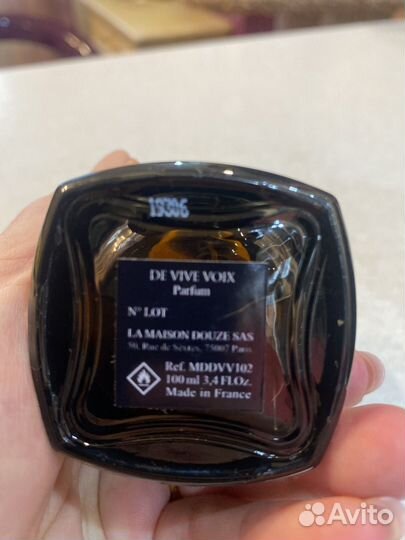 19306
DE VIVE VOIX
Parfum
N° LOT
LA MAISON DOUZE SAS
50, Rue de Sèvres, 75007 Paris
Ref. MDDVV102
100 ml 3,4 Fl.Oz.
Made in France
Avito